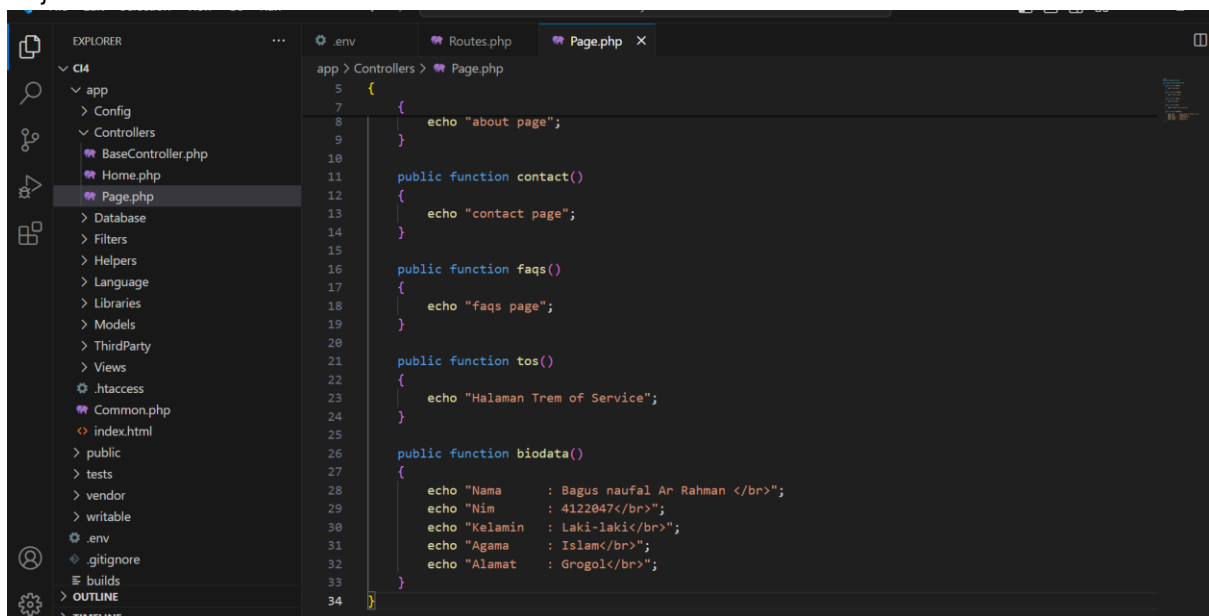 EXPLORER
CI4
app
Config
Controllers
BaseController.php
Home.php
Page.php
Database
Filters
Helpers
Language
Libraries
Models
ThirdParty
Views
.htaccess
Common.php
index.html
public
tests
vendor
writable
.env
.gitignore
builds
OUTLINE
.env
Routes.php
Page.php
app > Controllers > Page.php
5 {
7 {
8 echo "about page";
9 }
10
11 public function contact()
12 {
13 echo "contact page";
14 }
15
16 public function faqs()
17 {
18 echo "faqs page";
19 }
20
21 public function tos()
22 {
23 echo "Halaman Trem of Service";
24 }
25
26 public function biodata()
27 {
28 echo "Nama : Bagus naufal Ar Rahman </br>";
29 echo "Nim : 4122047</br>";
30 echo "Kelamin : Laki-laki</br>";
31 echo "Agama : Islam</br>";
32 echo "Alamat : Grogol</br>";
33 }
34 }